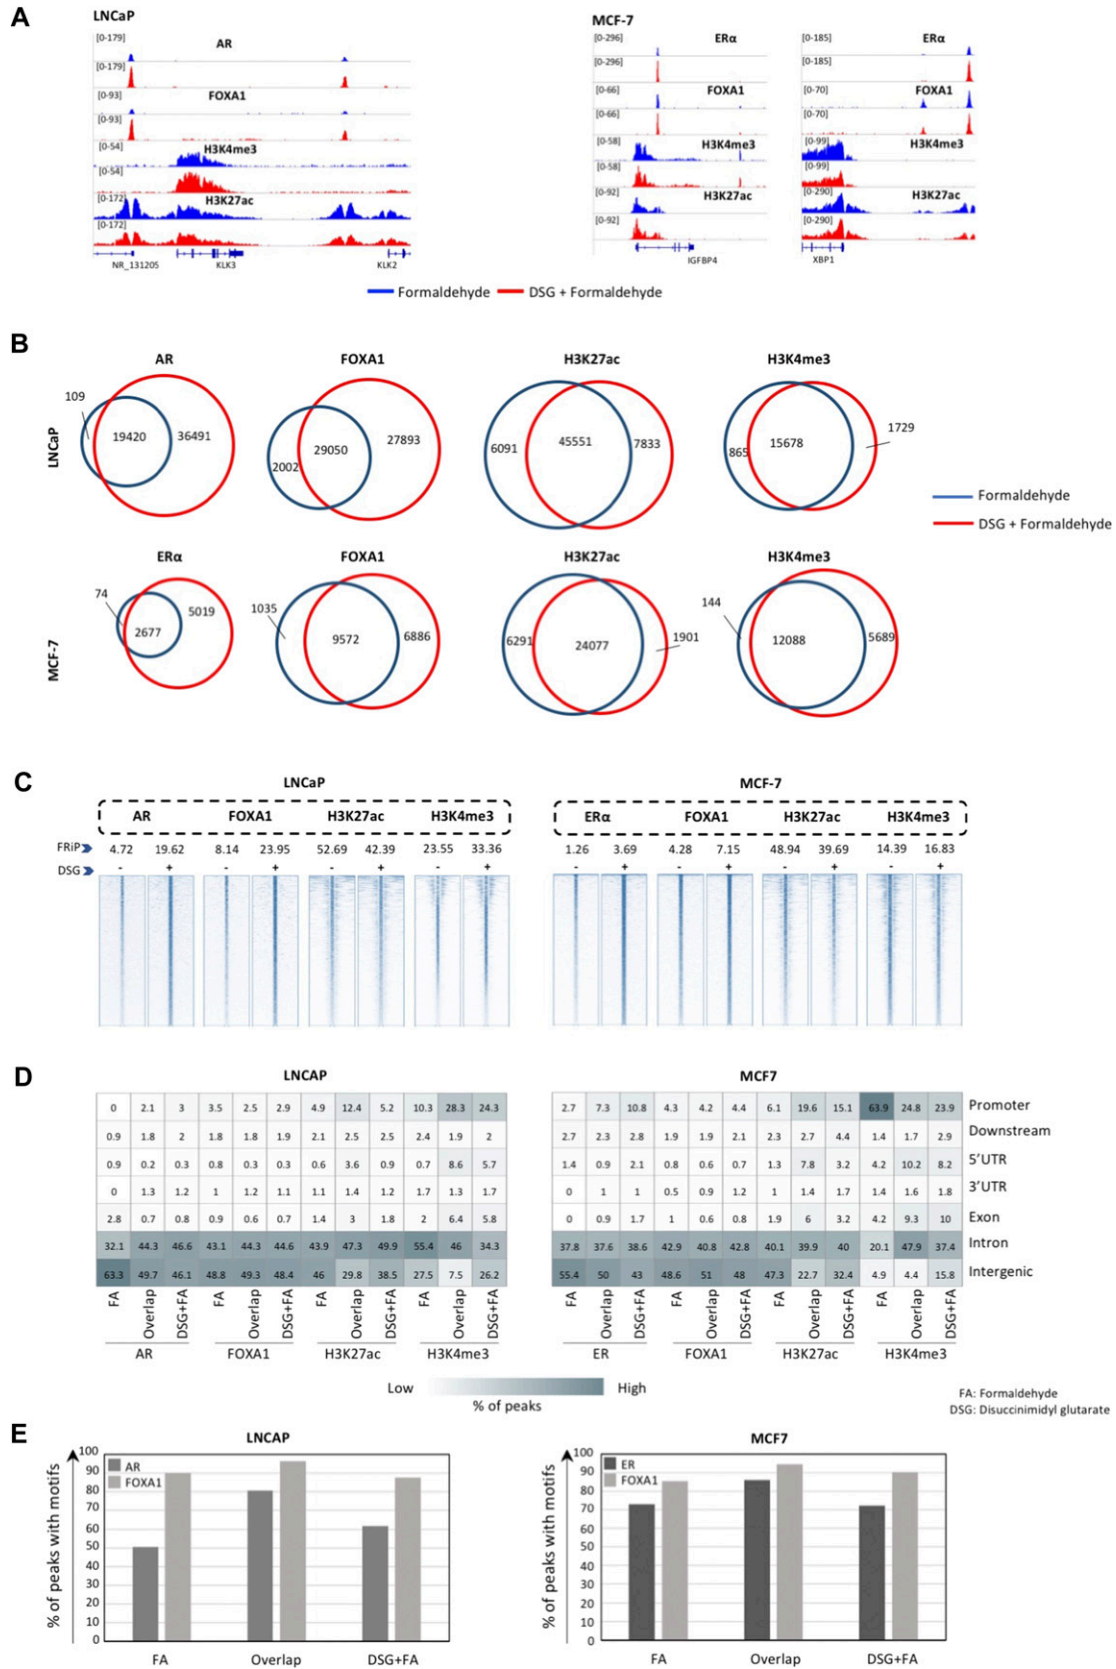 A
LNCaP
MCF-7
[0-179] AR
[0-179]
[0-93] FOXA1
[0-93]
[0-54] H3K4me3
[0-54]
[0-172] H3K27ac
[0-172]
NR_131205 KLK3 KLK2
[0-296] ERα
[0-296]
[0-66] FOXA1
[0-66]
[0-58] H3K4me3
[0-58]
[0-92] H3K27ac
[0-92]
IGFBP4
[0-185] ERα
[0-185]
[0-70] FOXA1
[0-70]
[0-99] H3K4me3
[0-99]
[0-290] H3K27ac
[0-290]
XBP1
Formaldehyde DSG + Formaldehyde
B
AR FOXA1 H3K27ac H3K4me3
LNCaP
109 19420 36491
2002 29050 27893
6091 45551 7833
865 15678 1729
Formaldehyde
DSG + Formaldehyde
ERα FOXA1 H3K27ac H3K4me3
MCF-7
74 2677 5019
1035 9572 6886
6291 24077 1901
144 12088 5689
C
LNCaP MCF-7
AR FOXA1 H3K27ac H3K4me3 ERα FOXA1 H3K27ac H3K4me3
FRiP 4.72 19.62 8.14 23.95 52.69 42.39 23.55 33.36 1.26 3.69 4.28 7.15 48.94 39.69 14.39 16.83
DSG - + - + - + - + - + - + - + - +
D
LNCAP MCF7
0 2.1 3 3.5 2.5 2.9 4.9 12.4 5.2 10.3 28.3 24.3 2.7 7.3 10.8 4.3 4.2 4.4 6.1 19.6 15.1 63.9 24.8 23.9 Promoter
0.9 1.8 2 1.8 1.8 1.9 2.1 2.5 2.5 2.4 1.9 2 2.7 2.3 2.8 1.9 1.9 2.1 2.3 2.7 4.4 1.4 1.7 2.9 Downstream
0.9 0.2 0.3 0.8 0.3 0.3 0.6 3.6 0.9 0.7 8.6 5.7 1.4 0.9 2.1 0.8 0.6 0.7 1.3 7.8 3.2 4.2 10.2 8.2 5'UTR
0 1.3 1.2 1 1.2 1.1 1.1 1.4 1.2 1.7 1.3 1.7 0 1 1 0.5 0.9 1.2 1 1.4 1.7 1.4 1.6 1.8 3'UTR
2.8 0.7 0.8 0.9 0.6 0.7 1.4 3 1.8 2 6.4 5.8 0 0.9 1.7 1 0.6 0.8 1.9 6 3.2 4.2 9.3 10 Exon
32.1 44.3 46.6 43.1 44.3 44.6 43.9 47.3 49.9 55.4 46 34.3 37.8 37.6 38.6 42.9 40.8 42.8 40.1 39.9 40 20.1 47.9 37.4 Intron
63.3 49.7 46.1 48.8 49.3 48.4 46 29.8 38.5 27.5 7.5 26.2 55.4 50 43 48.6 51 48 47.3 22.7 32.4 4.9 4.4 15.8 Intergenic
FA Overlap DSG+FA FA Overlap DSG+FA FA Overlap DSG+FA FA Overlap DSG+FA FA Overlap DSG+FA FA Overlap DSG+FA FA Overlap DSG+FA FA Overlap DSG+FA
AR FOXA1 H3K27ac H3K4me3 ER FOXA1 H3K27ac H3K4me3
Low High
% of peaks
FA: Formaldehyde
DSG: Disuccinimidyl glutarate
E
LNCAP
% of peaks with motifs
100
90
80
70
60
50
40
30
20
10
0
AR
FOXA1
FA Overlap DSG+FA
MCF7
% of peaks with motifs
100
90
80
70
60
50
40
30
20
10
0
ER
FOXA1
FA Overlap DSG+FA